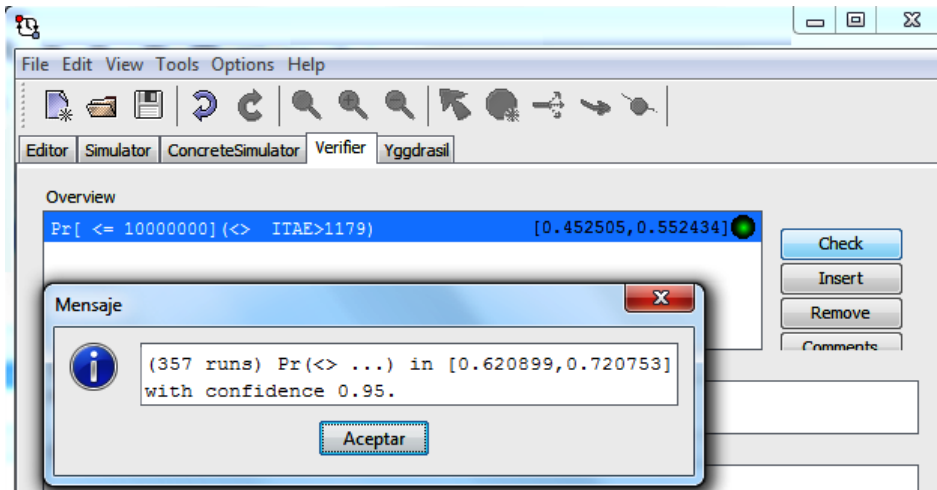 File Edit View Tools Options Help
Editor Simulator ConcreteSimulator Verifier Yggdrasil
Overview
Pr[ <= 10000000](<> ITAE>1179) [0.452505,0.552434]
Check
Insert
Remove
Comments
Mensaje
(357 runs) Pr(<> ...) in [0.620899,0.720753]
with confidence 0.95.
Aceptar